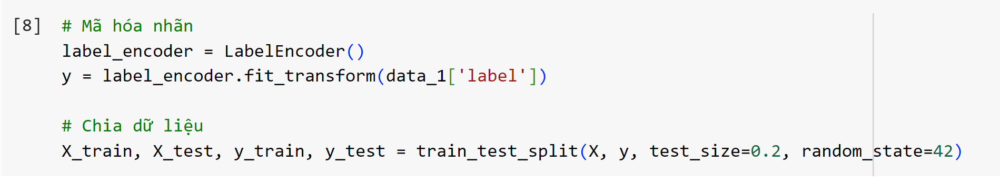 [8] # Mã hóa nhãn
label_encoder = LabelEncoder()
y = label_encoder.fit_transform(data_1['label'])
# Chia dữ liệu
X_train, X_test, y_train, y_test = train_test_split(X, y, test_size=0.2, random_state=42)